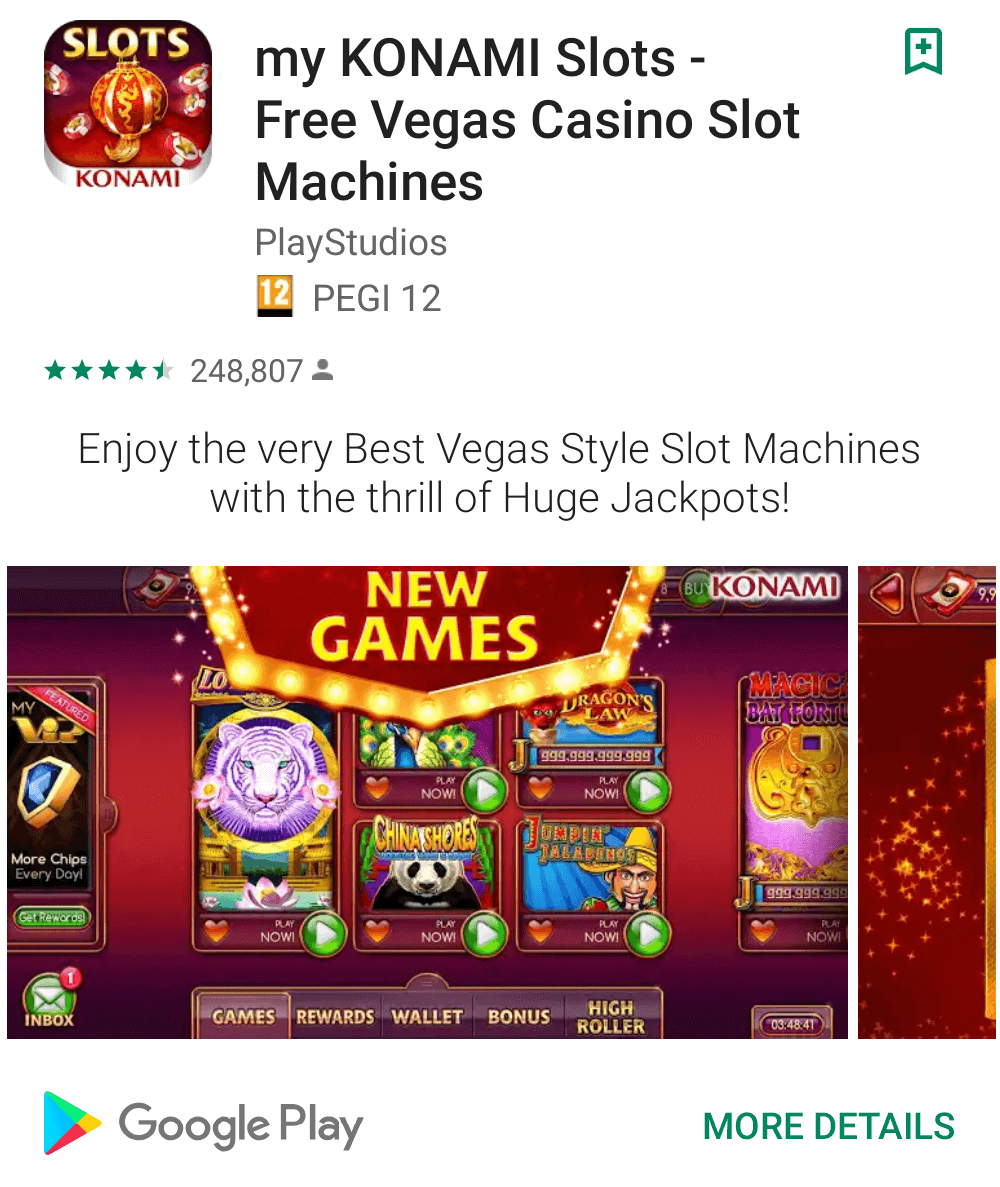 SLOTS
KONAMI
my KONAMI Slots -
Free Vegas Casino Slot
Machines
PlayStudios
12 PEGI 12
248,807
Enjoy the very Best Vegas Style Slot Machines
with the thrill of Huge Jackpots!
NEW
GAMES
BUY
KONAMI
9,9
FEATURED
MY
VIP
More Chips
Every Day!
Get Rewards!
LO
PLAY
NOW!
PLAY
NOW!
DRAGON'S
LAW
999,999,999,999
PLAY
NOW!
CHINA SHORES
PLAY
NOW!
JUMPIN'
JALAPEÑOS
PLAY
NOW!
MAGICA
BAT FORTU
999,999,999
PLAY
NOW!
1
INBOX
GAMES
REWARDS
WALLET
BONUS
HIGH
ROLLER
03:48:41
Google Play
MORE DETAILS